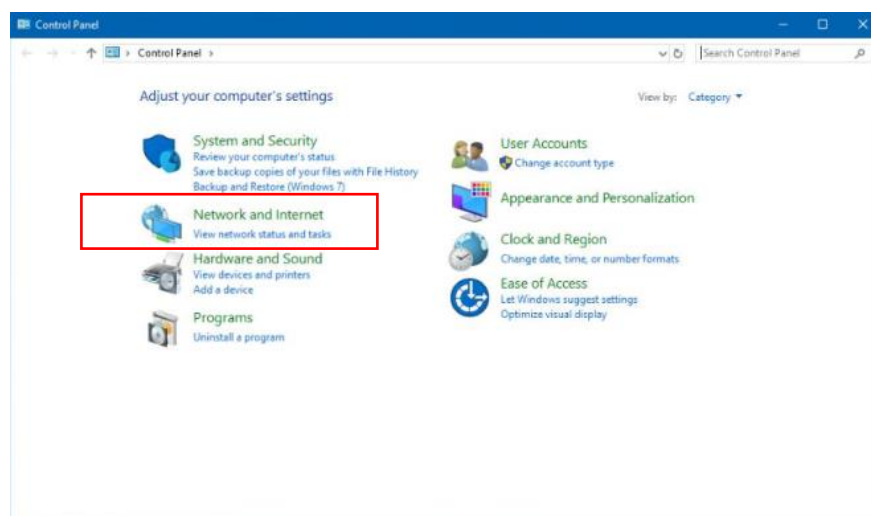 Control Panel
Control Panel
Search Control Panel
Adjust your computer's settings
View by: Category
System and Security
Review your computer's status
Save backup copies of your files with File History
Backup and Restore (Windows 7)
Network and Internet
View network status and tasks
Hardware and Sound
View devices and printers
Add a device
Programs
Uninstall a program
User Accounts
Change account type
Appearance and Personalization
Clock and Region
Change date, time, or number formats
Ease of Access
Let Windows suggest settings
Optimize visual display